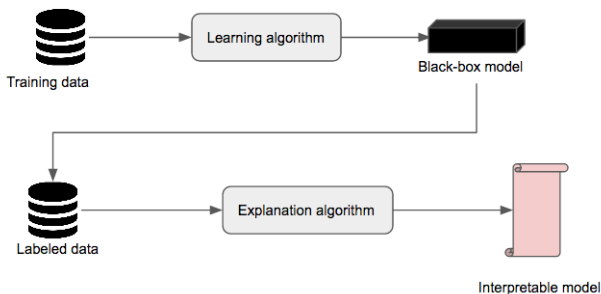 Learning algorithm
Training data
Black-box model
Explanation algorithm
Labeled data
Interpretable model